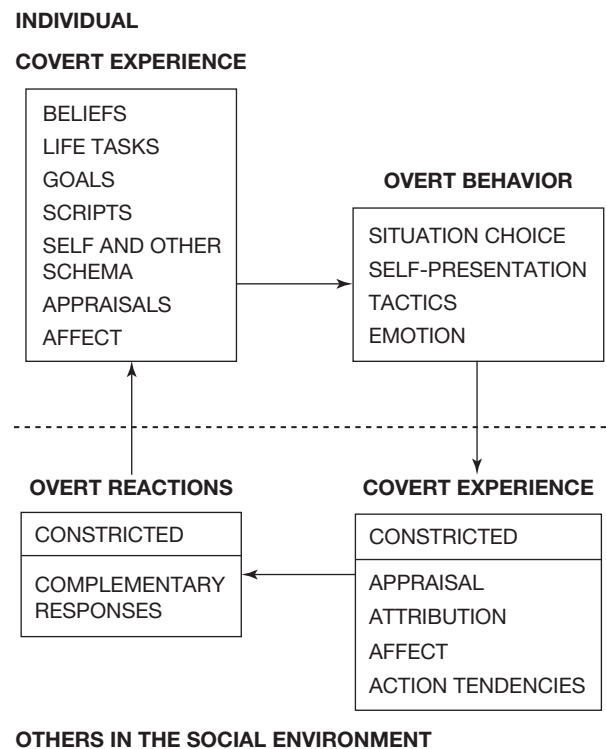 INDIVIDUAL
COVERT EXPERIENCE
BELIEFS
LIFE TASKS
GOALS
SCRIPTS
SELF AND OTHER
SCHEMA
APPRAISALS
AFFECT
OVERT BEHAVIOR
SITUATION CHOICE
SELF-PRESENTATION
TACTICS
EMOTION
OVERT REACTIONS
CONSTRICTED
COMPLEMENTARY
RESPONSES
COVERT EXPERIENCE
CONSTRICTED
APPRAISAL
ATTRIBUTION
AFFECT
ACTION TENDENCIES
OTHERS IN THE SOCIAL ENVIRONMENT